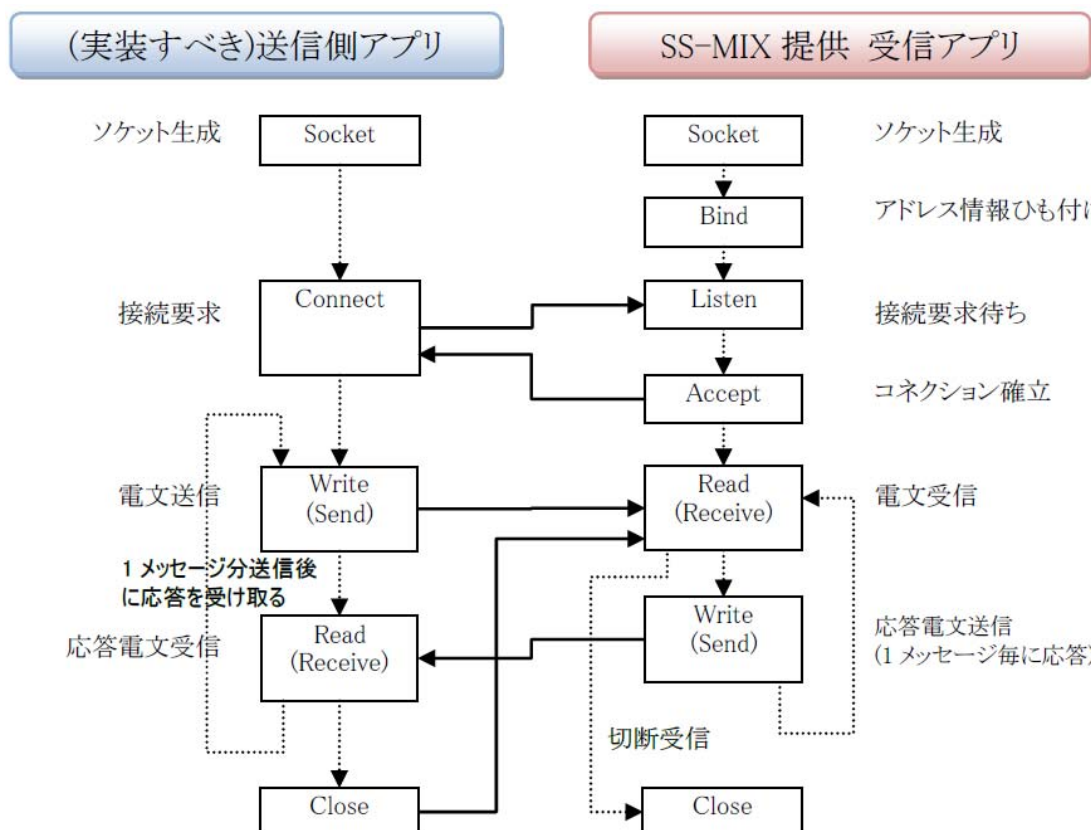 (実装すべき)送信側アプリ
SS-MIX 提供 受信アプリ
ソケット生成
Socket
Socket
ソケット生成
Bind
アドレス情報ひも付け
接続要求
Connect
Listen
接続要求待ち
Accept
コネクション確立
電文送信
Write
(Send)
Read
(Receive)
電文受信
1 メッセージ分送信後
に応答を受け取る
応答電文受信
Read
(Receive)
Write
(Send)
応答電文送信
(1 メッセージ毎に応答)
切断受信
Close
Close